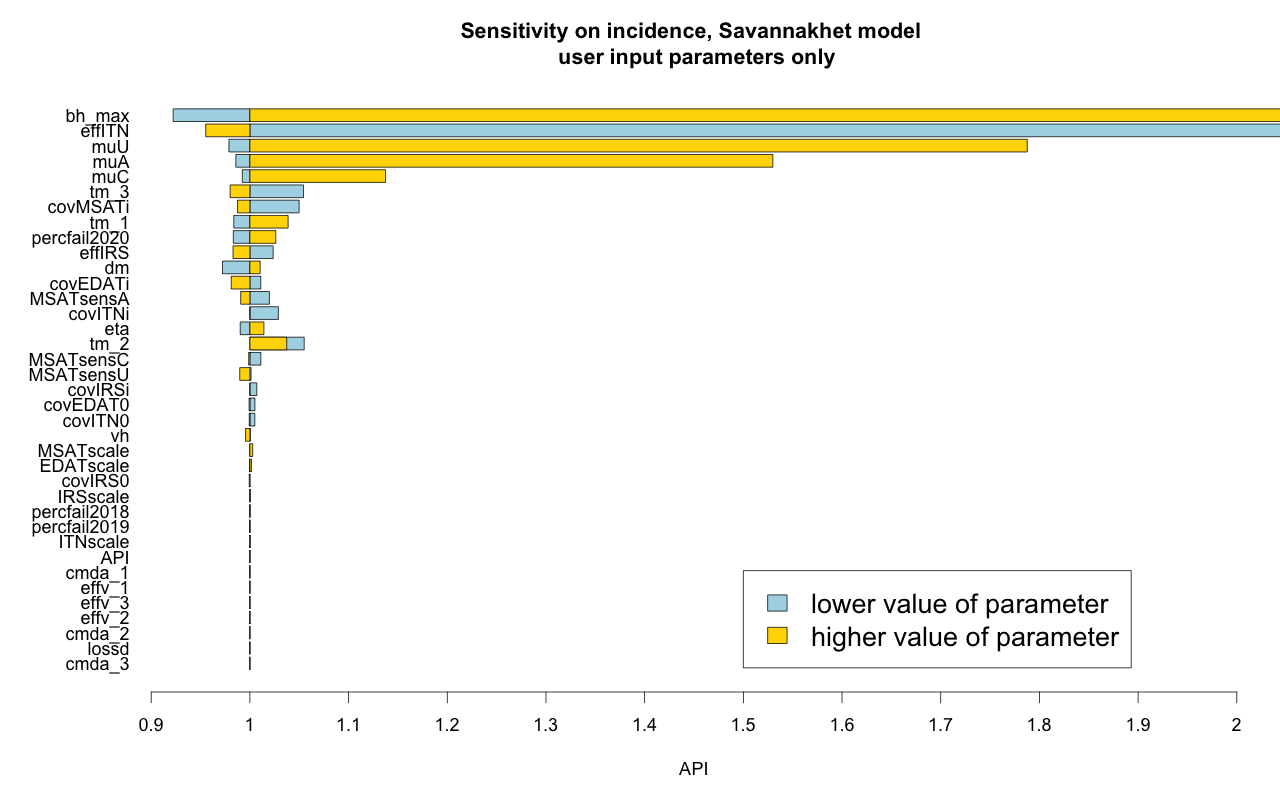 Sensitivity on incidence, Savannakhet model
user input parameters only
bh_max
effITN
muU
muA
muC
tm_3
covMSATi
tm_1
percfail2020
effIRS
dm
covEDATi
MSATsensA
covITNi
eta
tm_2
MSATsensC
MSATsensU
covIRSi
covEDAT0
covITN0
vh
MSATscale
EDATscale
covIRS0
IRSscale
percfail2018
percfail2019
ITNscale
API
cmda_1
effv_1
effv_3
effv_2
cmda_2
lossd
cmda_3
lower value of parameter
higher value of parameter
0.9 1 1.1 1.2 1.3 1.4 1.5 1.6 1.7 1.8 1.9 2
API